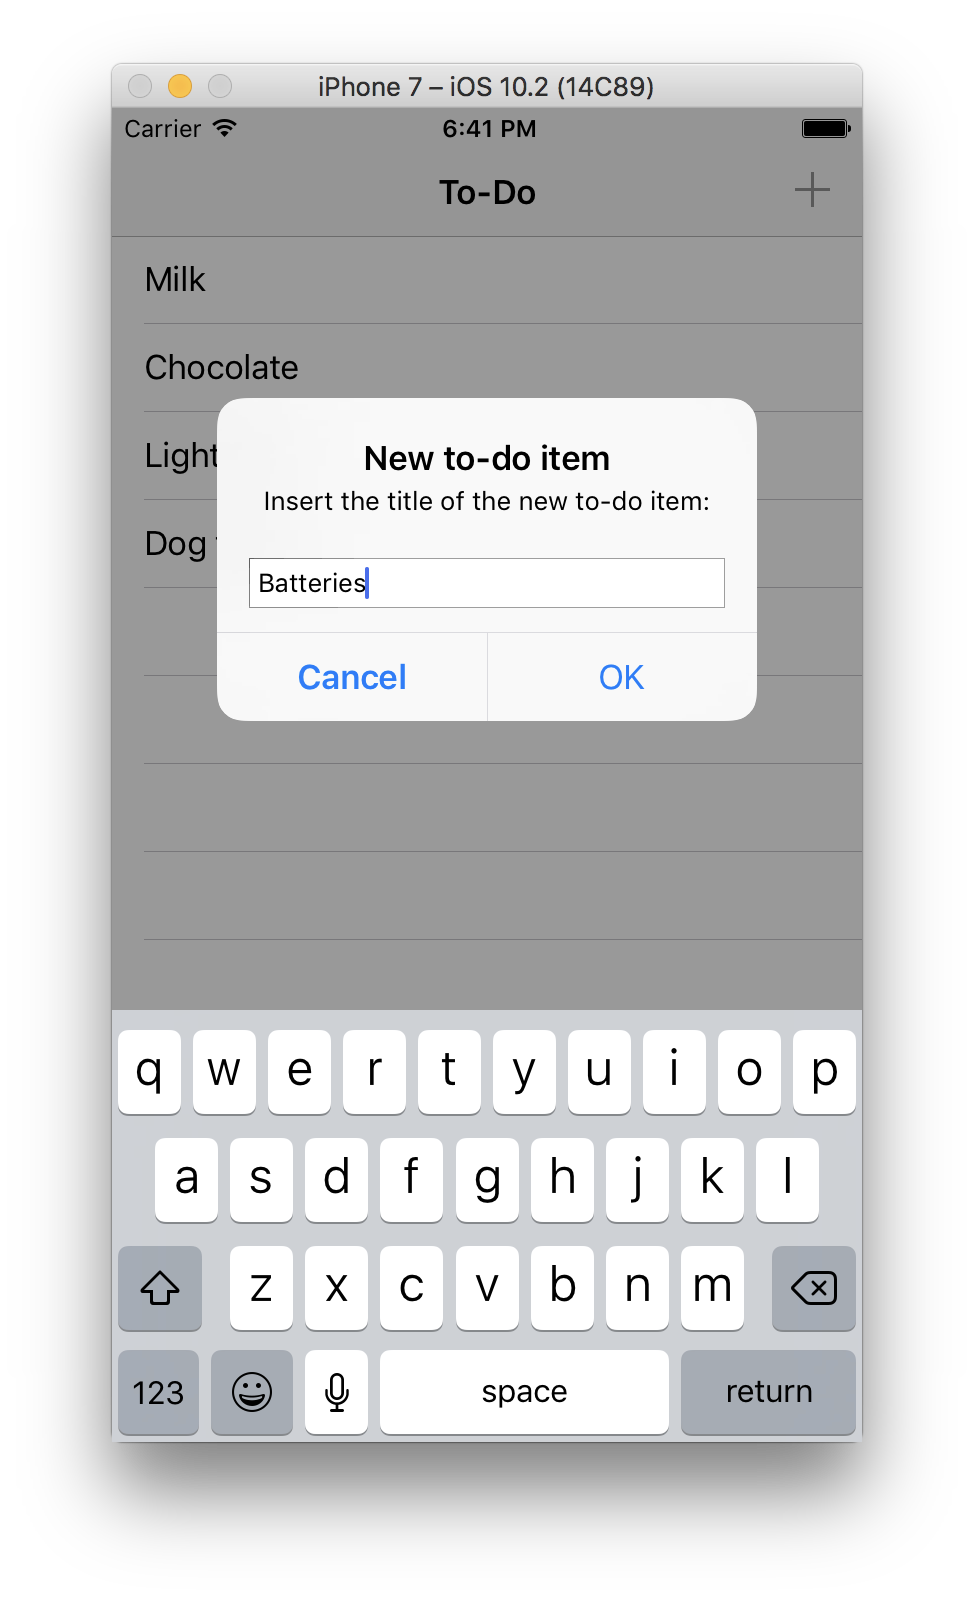 iPhone 7 – iOS 10.2 (14C89)
Carrier 6:41 PM
To-Do
Milk
Chocolate
Light
Dog
New to-do item
Insert the title of the new to-do item:
Batteries
Cancel OK
q w e r t y u i o p
a s d f g h j k l
z x c v b n m
123 space return